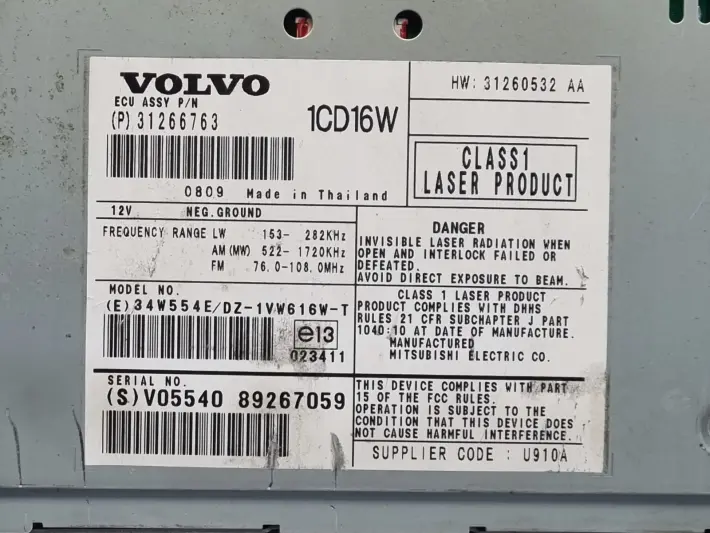 VOLVO
ECU ASSY P/N
(P) 31266763
1CD16W
HW: 31260532 AA
CLASS1
LASER PRODUCT
0809 Made in Thailand
12V NEG.GROUND
FREQUENCY RANGE LW 153- 282KHz
AM (MW) 522- 1720KHz
FM 76.0-108.0MHz
DANGER
INVISIBLE LASER RADIATION WHEN
OPEN AND INTERLOCK FAILED OR
DEFEATED.
AVOID DIRECT EXPOSURE TO BEAM.
MODEL NO.
(E) 34W554E/DZ-1VW616W-T
e13
023411
CLASS 1 LASER PRODUCT
PRODUCT COMPLIES WITH DHHS
RULES 21 CFR SUBCHAPTER J PART
1040:10 AT DATE OF MANUFACTURE.
MANUFACTURED
MITSUBISHI ELECTRIC CO.
SERIAL NO.
(S) V05540 89267059
THIS DEVICE COMPLIES WITH PART
15 OF THE FCC RULES.
OPERATION IS SUBJECT TO THE
CONDITION THAT THIS DEVICE DOES
NOT CAUSE HARMFUL INTERFERENCE.
SUPPLIER CODE : U910A